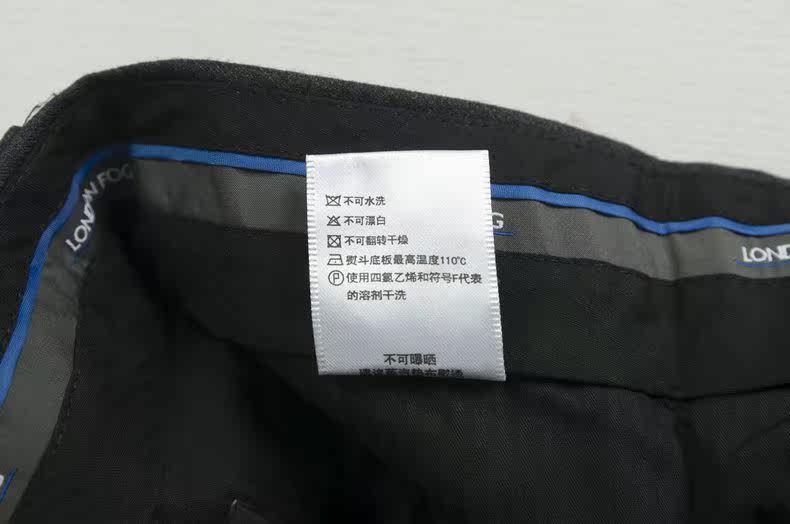 LONDON FOG
G
LOND
不可水洗
不可漂白
不可翻转干燥
熨斗底板最高温度110℃
P 使用四氯乙烯和符号F代表
的溶剂干洗
不可曝晒